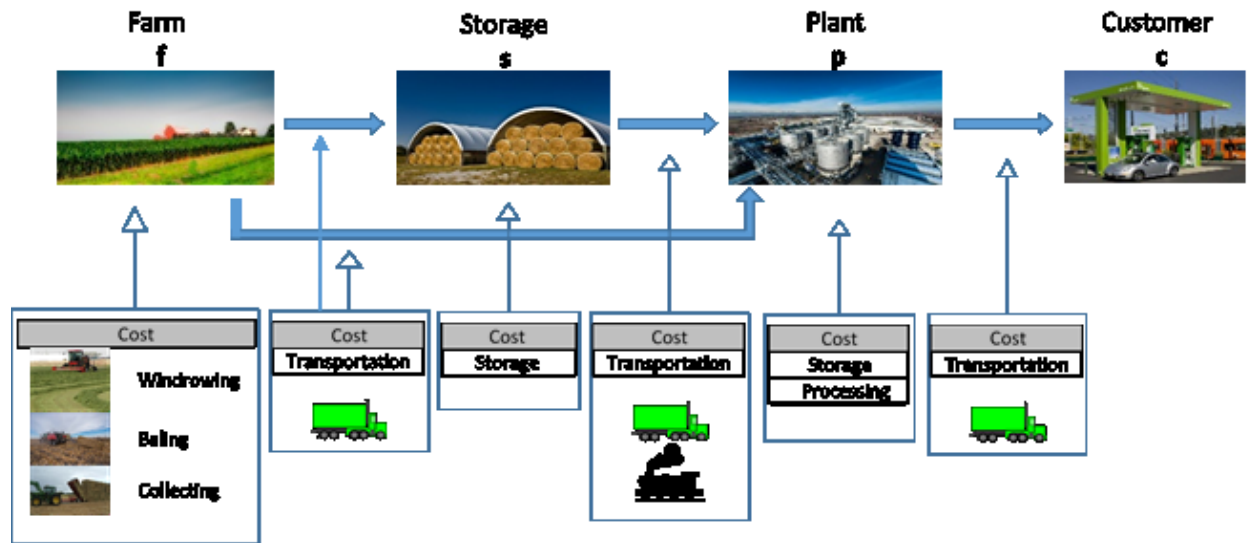 Farm
f
Storage
s
Plant
p
Customer
c
Cost
Windrowing
Baling
Collecting
Cost
Transportation
Cost
Storage
Cost
Transportation
Cost
Storage
Processing
Cost
Transportation